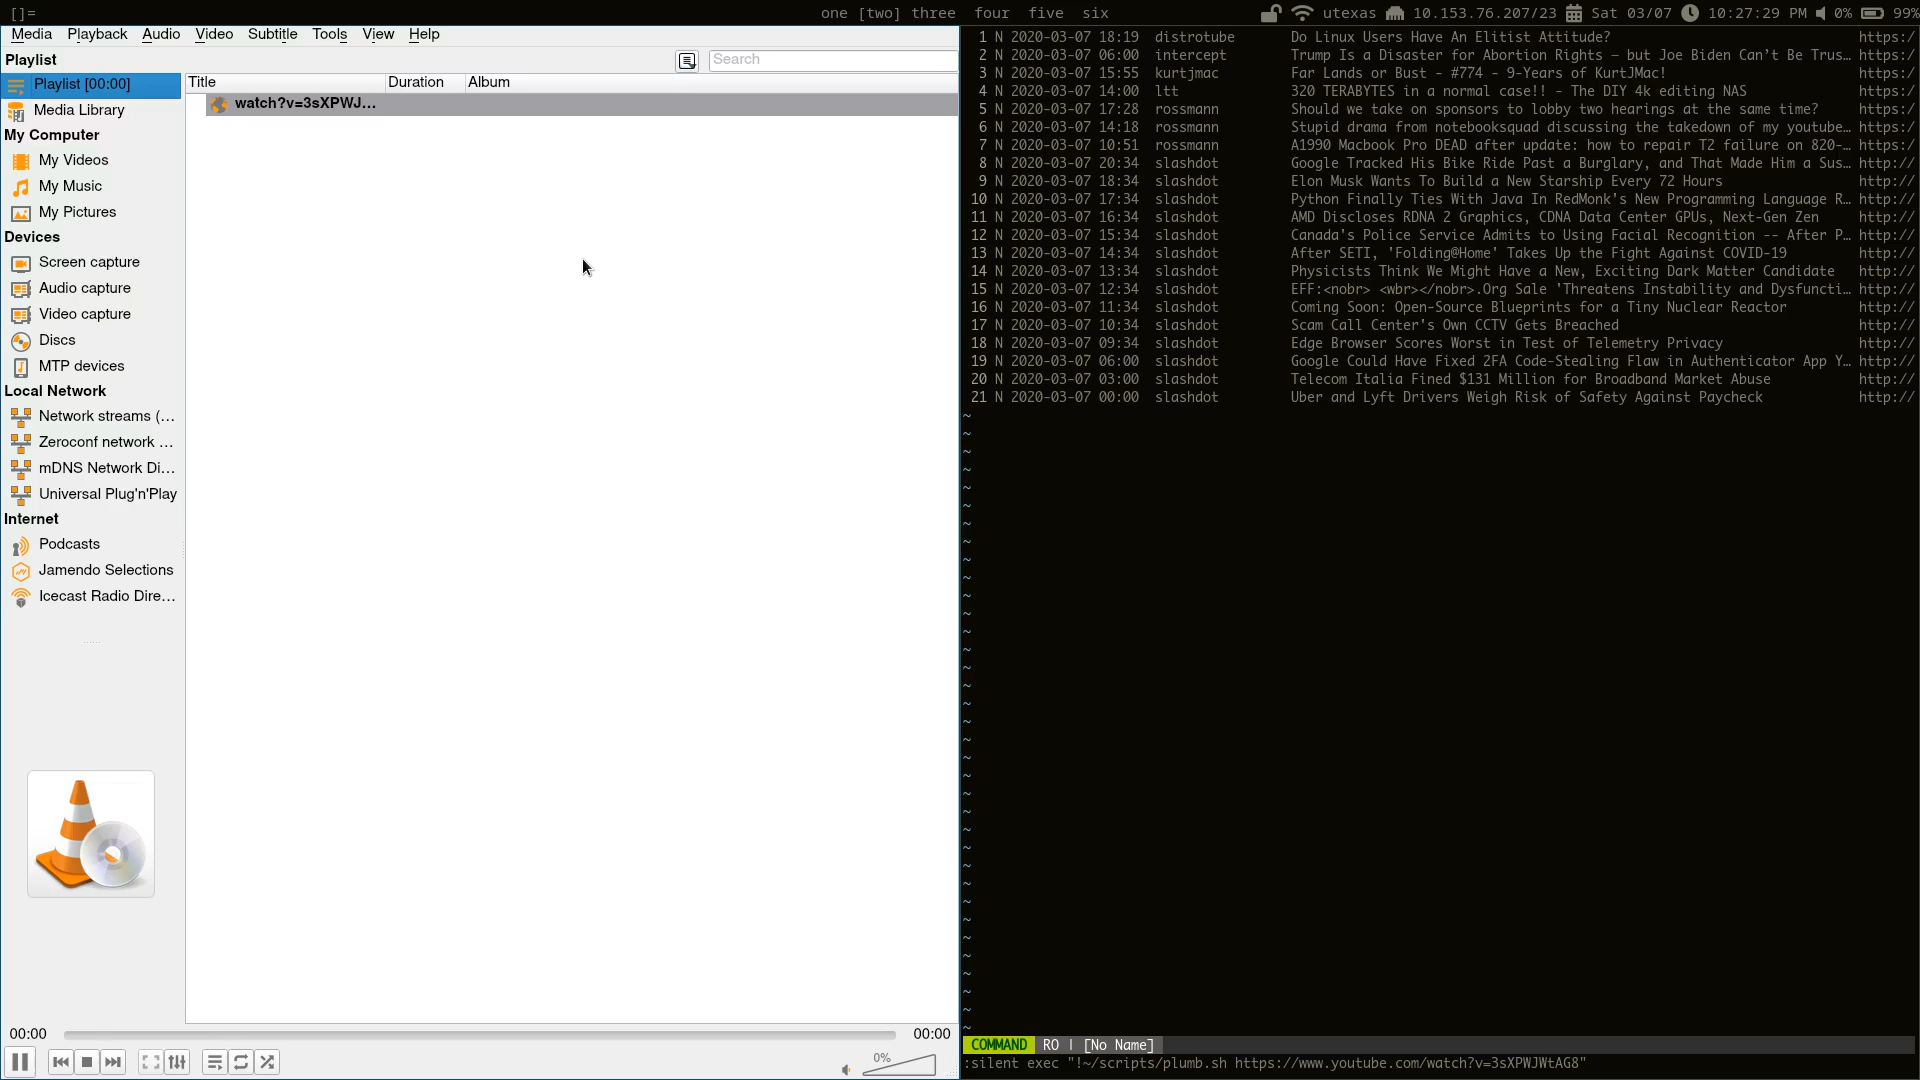 []= one [two] three four five six utexas 10.153.76.207/23 Sat 03/07 10:27:29 PM 0% 99%
Media Playback Audio Video Subtitle Tools View Help
Playlist
Search
Playlist [00:00]
Media Library
My Computer
My Videos
My Music
My Pictures
Devices
Screen capture
Audio capture
Video capture
Discs
MTP devices
Local Network
Network streams (...
Zeroconf network ...
mDNS Network Di...
Universal Plug'n'Play
Internet
Podcasts
Jamendo Selections
Icecast Radio Dire...
Title Duration Album
watch?v=3sXPWJ...
00:00 00:00
0%
1 N 2020-03-07 18:19 distrotube Do Linux Users Have An Elitist Attitude? https:/
2 N 2020-03-07 06:00 intercept Trump Is a Disaster for Abortion Rights — but Joe Biden Can’t Be Trus… https:/
3 N 2020-03-07 15:55 kurtjmac Far Lands or Bust - #774 - 9-Years of KurtJMac! https:/
4 N 2020-03-07 14:00 ltt 320 TERABYTES in a normal case!! - The DIY 4k editing NAS https:/
5 N 2020-03-07 17:28 rossmann Should we take on sponsors to lobby two hearings at the same time? https:/
6 N 2020-03-07 14:18 rossmann Stupid drama from notebooksquad discussing the takedown of my youtube… https:/
7 N 2020-03-07 10:51 rossmann A1990 Macbook Pro DEAD after update: how to repair T2 failure on 820-… https:/
8 N 2020-03-07 20:34 slashdot Google Tracked His Bike Ride Past a Burglary, and That Made Him a Sus… http://
9 N 2020-03-07 18:34 slashdot Elon Musk Wants To Build a New Starship Every 72 Hours http://
10 N 2020-03-07 17:34 slashdot Python Finally Ties With Java In RedMonk's New Programming Language R… http://
11 N 2020-03-07 16:34 slashdot AMD Discloses RDNA 2 Graphics, CDNA Data Center GPUs, Next-Gen Zen http://
12 N 2020-03-07 15:34 slashdot Canada's Police Service Admits to Using Facial Recognition -- After P… http://
13 N 2020-03-07 14:34 slashdot After SETI, 'Folding@Home' Takes Up the Fight Against COVID-19 http://
14 N 2020-03-07 13:34 slashdot Physicists Think We Might Have a New, Exciting Dark Matter Candidate http://
15 N 2020-03-07 12:34 slashdot EFF:<nobr> <wbr></nobr>.Org Sale 'Threatens Instability and Dysfuncti… http://
16 N 2020-03-07 11:34 slashdot Coming Soon: Open-Source Blueprints for a Tiny Nuclear Reactor http://
17 N 2020-03-07 10:34 slashdot Scam Call Center's Own CCTV Gets Breached http://
18 N 2020-03-07 09:34 slashdot Edge Browser Scores Worst in Test of Telemetry Privacy http://
19 N 2020-03-07 06:00 slashdot Google Could Have Fixed 2FA Code-Stealing Flaw in Authenticator App Y… http://
20 N 2020-03-07 03:00 slashdot Telecom Italia Fined $131 Million for Broadband Market Abuse http://
21 N 2020-03-07 00:00 slashdot Uber and Lyft Drivers Weigh Risk of Safety Against Paycheck http://
COMMAND RO | [No Name]
:silent exec "!~/scripts/plumb.sh https://www.youtube.com/watch?v=3sXPWJWtAG8"